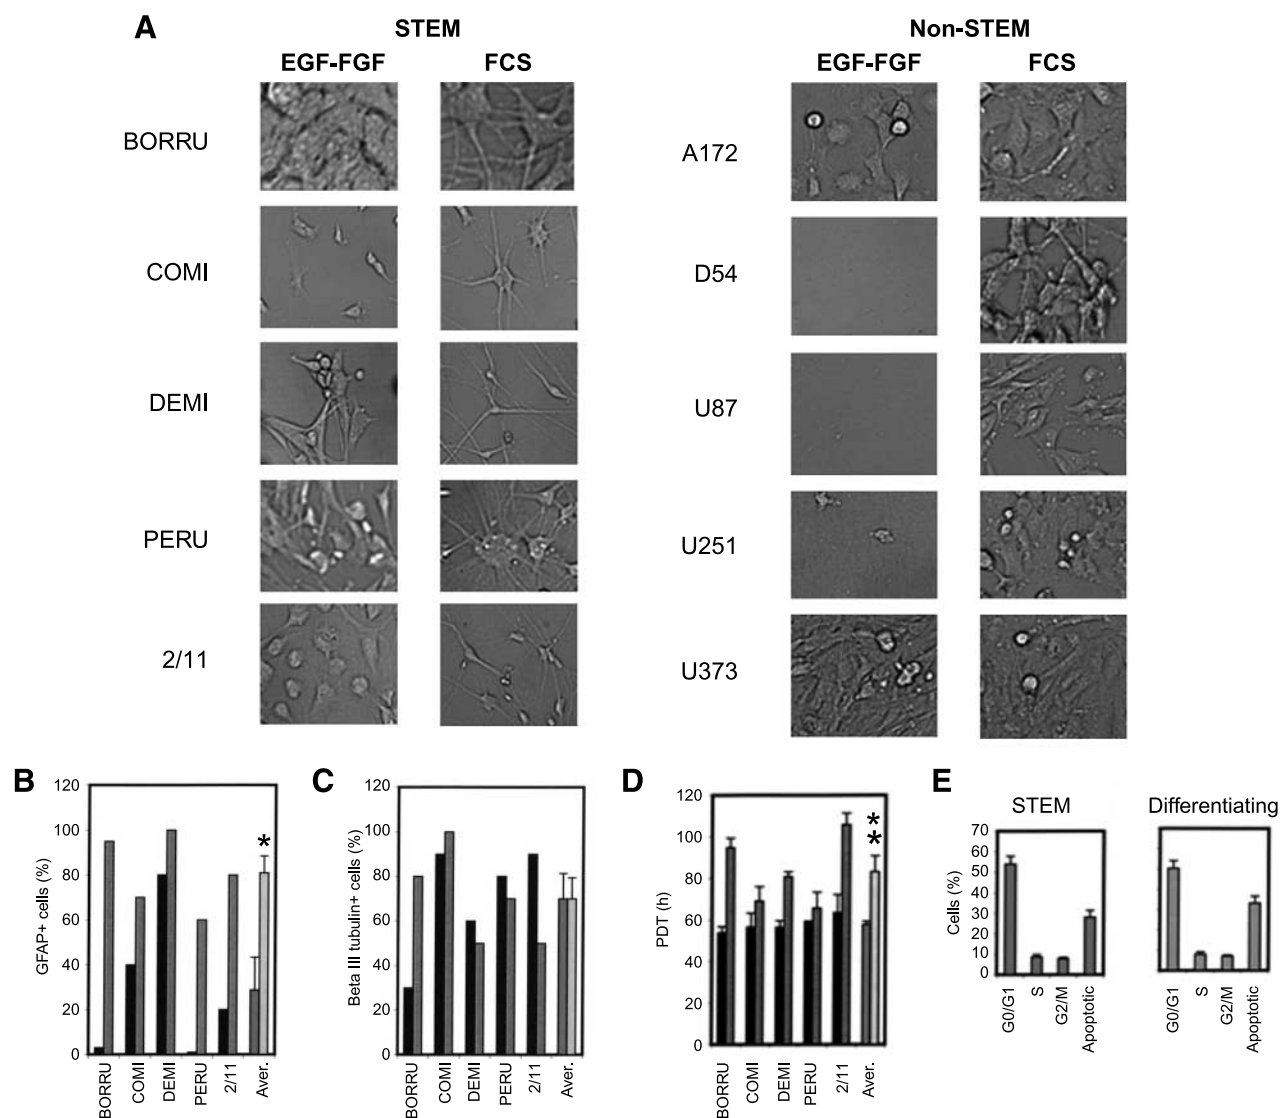 A
STEM
Non-STEM
EGF-FGF
FCS
EGF-FGF
FCS
BORRU
COMI
DEMI
PERU
2/11
A172
D54
U87
U251
U373
B
GFAP+ cells (%)
120
100
80
60
40
20
0
*
BORRU
COMI
DEMI
PERU
2/11
Aver.
C
Beta III tubulin+ cells (%)
120
100
80
60
40
20
0
BORRU
COMI
DEMI
PERU
2/11
Aver.
D
PDT (h)
120
100
80
60
40
20
0
*
*
BORRU
COMI
DEMI
PERU
2/11
Aver.
E
STEM
Differentiating
Cells (%)
70
60
50
40
30
20
10
0
G0/G1
S
G2/M
Apoptotic
G0/G1
S
G2/M
Apoptotic